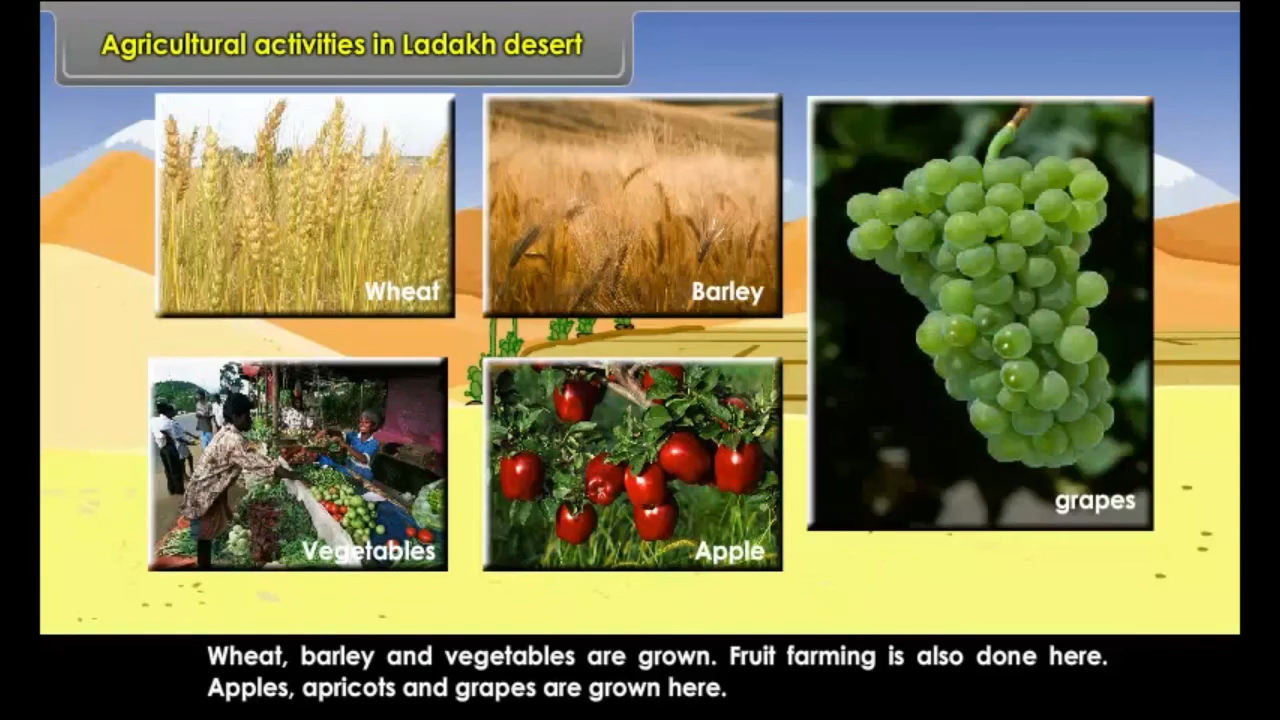 Agricultural activities in Ladakh desert
Wheat
Barley
grapes
Vegetables
Apple
Wheat, barley and vegetables are grown. Fruit farming is also done here.
Apples, apricots and grapes are grown here.